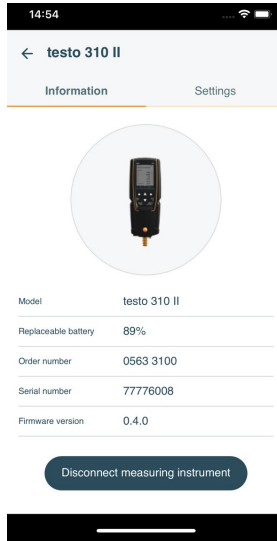 14:54
testo 310 II
Information Settings
Model testo 310 II
Replaceable battery 89%
Order number 0563 3100
Serial number 77776008
Firmware version 0.4.0
Disconnect measuring instrument